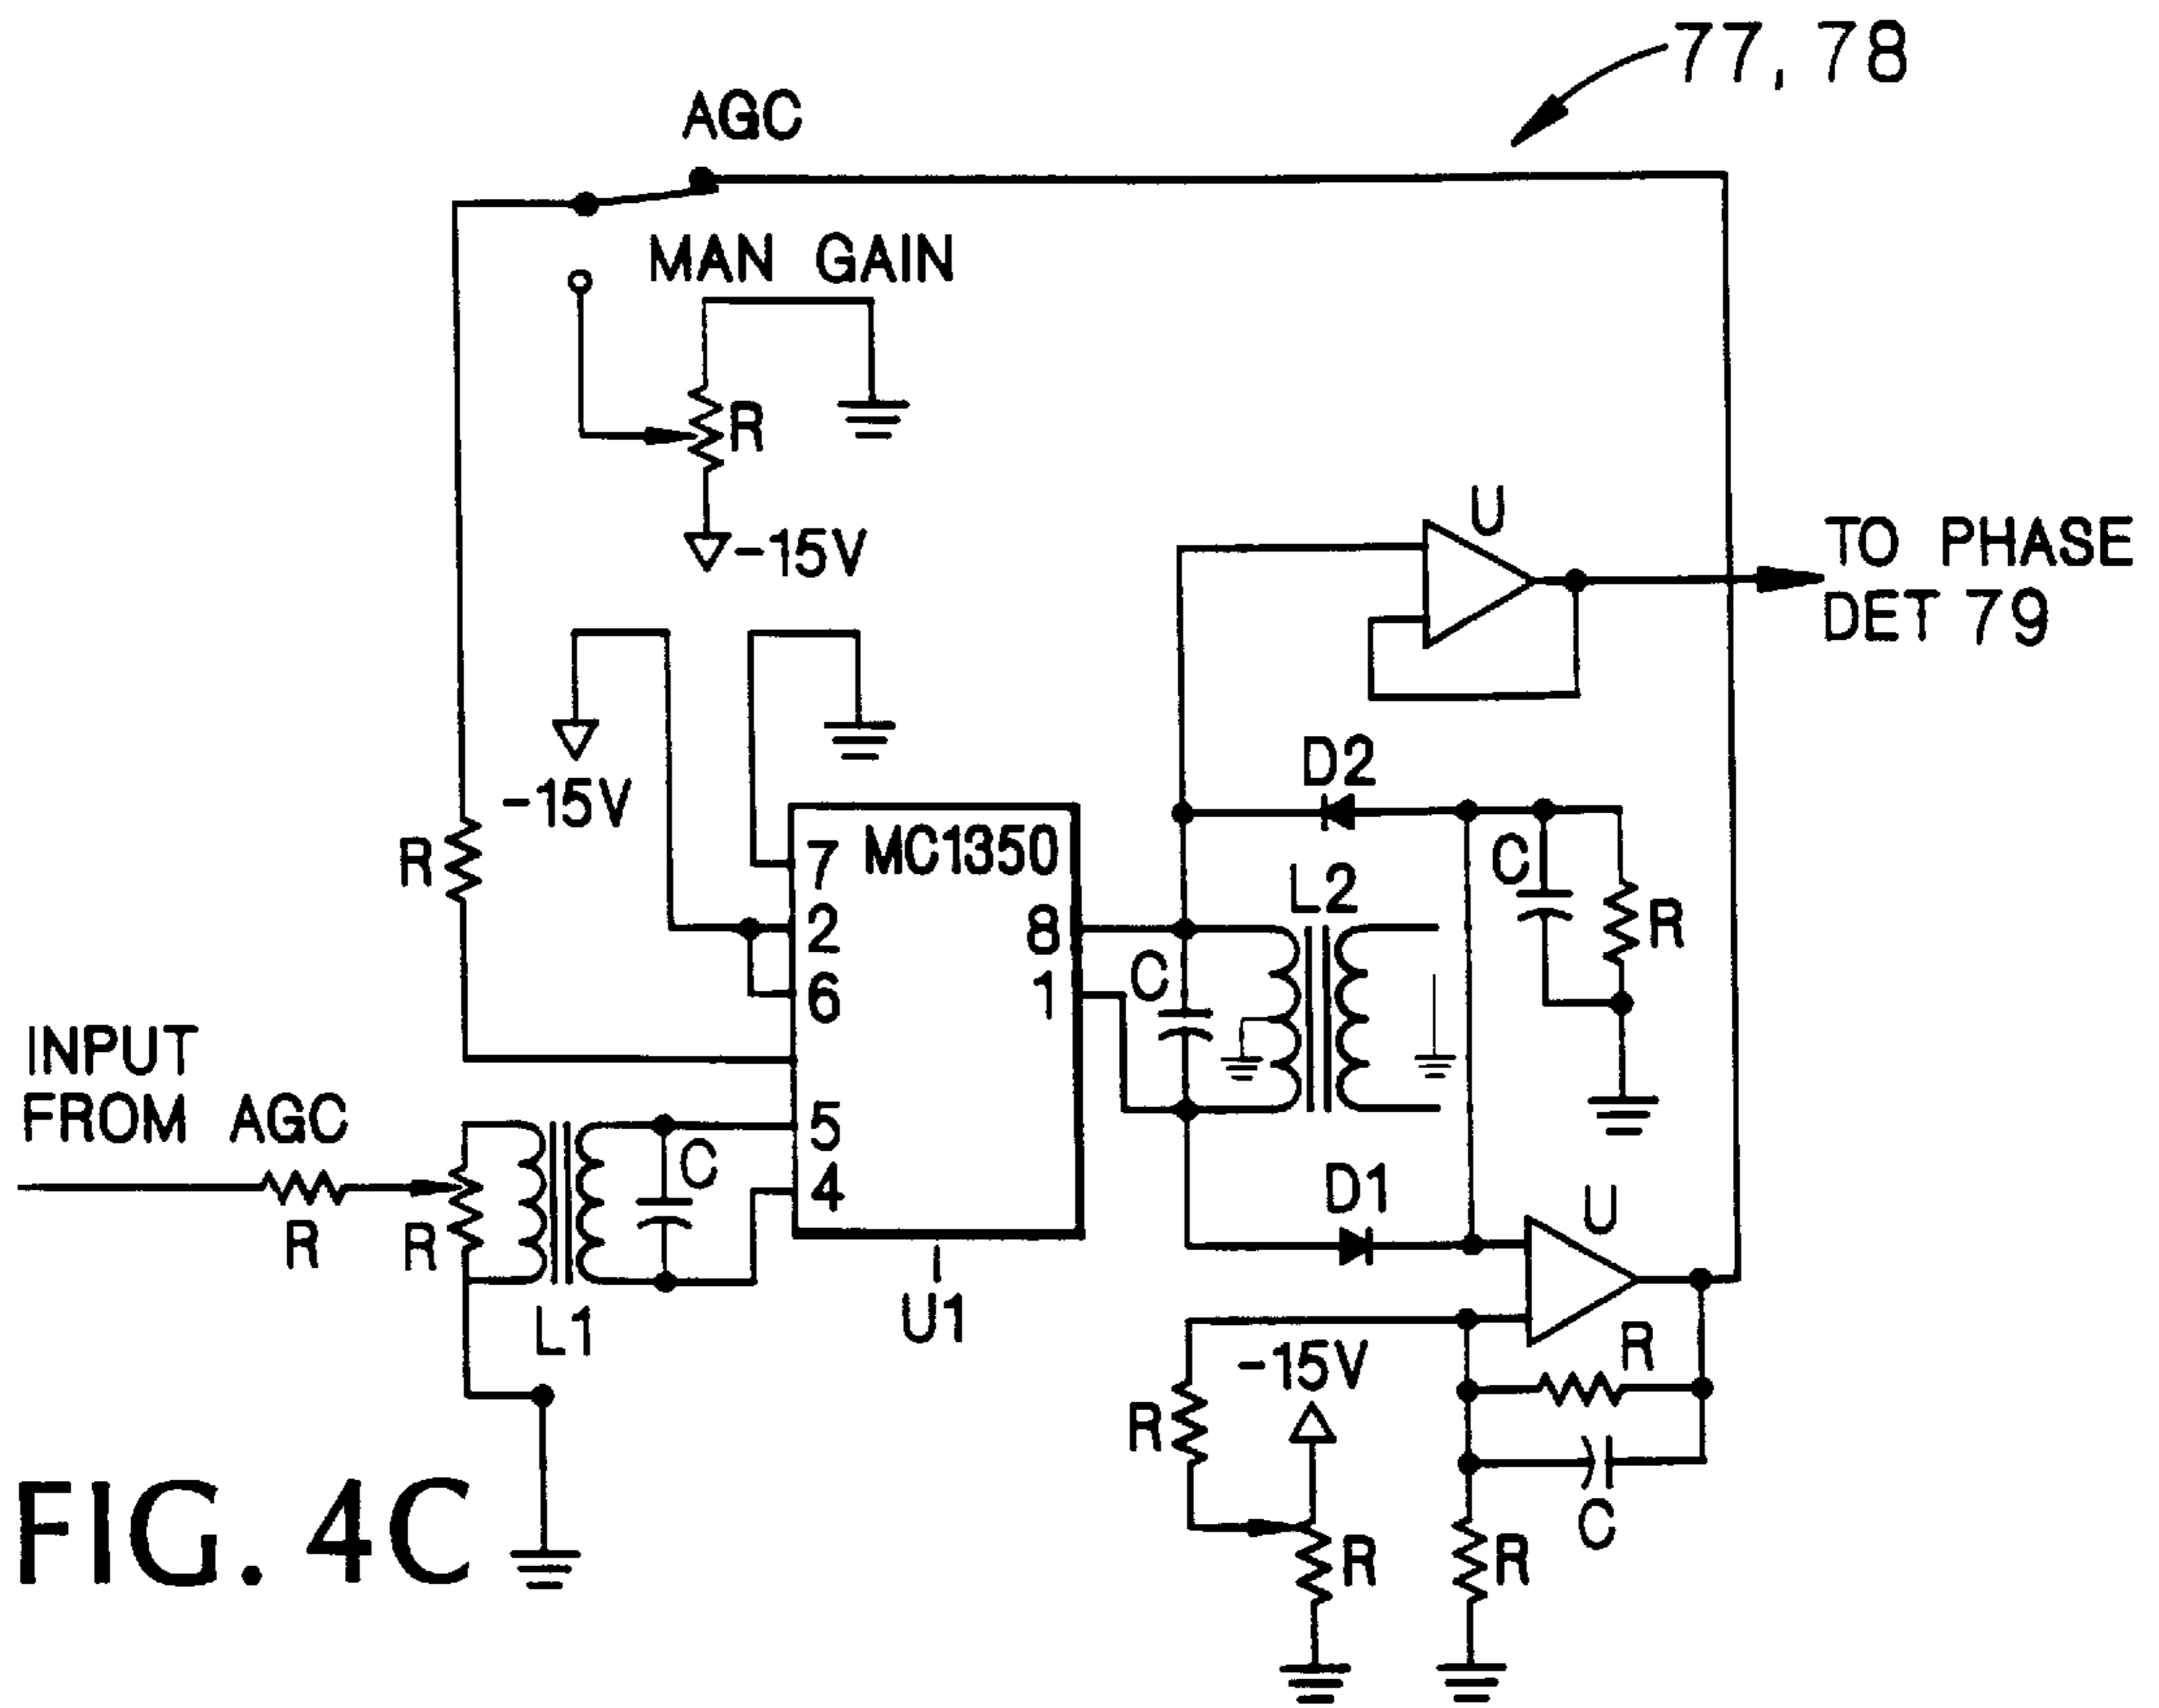 77, 78
AGC
MAN GAIN
R
-15V
U
TO PHASE
DET 79
-15V
D2
R
MC1350
7
2
6
8
1
C
L2
C
R
INPUT
FROM AGC
5
4
C
R
R
L1
U1
D1
U
R
-15V
R
R
C
R
FIG. 4C